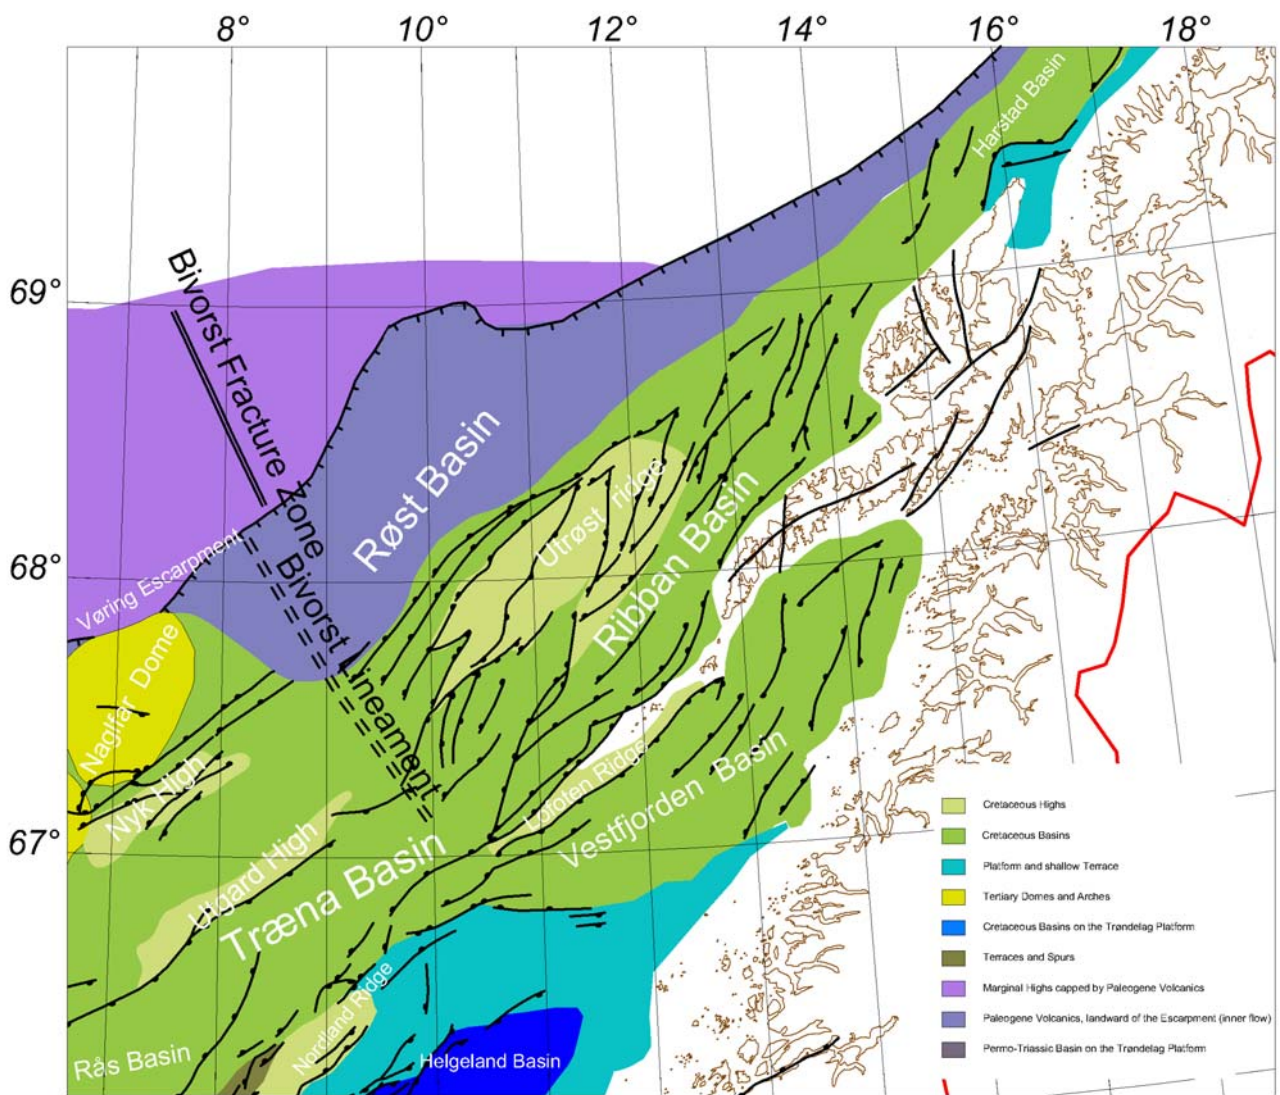 8° 10° 12° 14° 16° 18°
Harstad Basin
69°
Bivorst Fracture Zone
Røst Basin
Utrøst ridge
Ribban Basin
68°
Vøring Escarpment
Bivorst Lineament
Naglfar Dome
Nyk High
Lofoten Ridge
Vestfjorden Basin
67°
Utgard High
Træna Basin
Nordland Ridge
Rås Basin
Helgeland Basin
Cretaceous Highs
Cretaceous Basins
Platform and shallow Terrace
Tertiary Domes and Arches
Cretaceous Basins on the Trøndelag Platform
Terraces and Spurs
Marginal Highs capped by Paleogene Volcanics
Paleogene Volcanics, landward of the Escarpment (inner flow)
Permo-Triassic Basin on the Trøndelag Platform